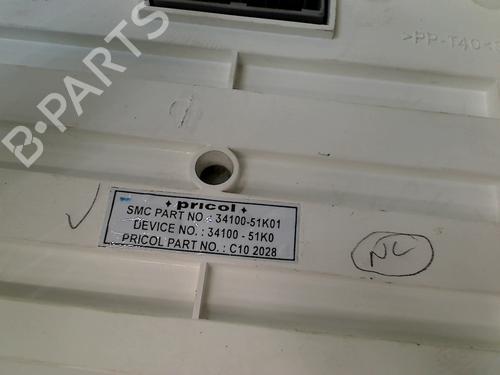 >PP-T40<
B-PARTS
pricol
SMC PART NO.: 34100-51K01
DEVICE NO. : 34100 - 51K0
PRICOL PART NO. : C10 2028
NC